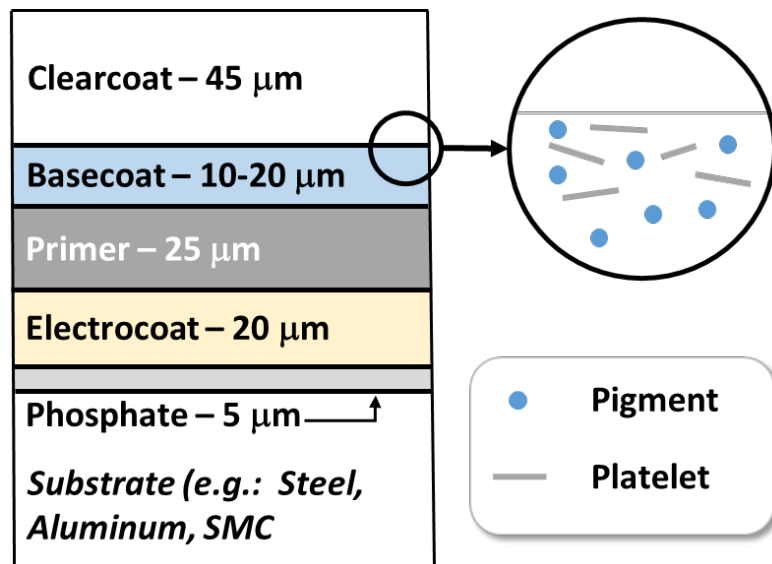 Clearcoat – 45 μm
Basecoat – 10-20 μm
Primer – 25 μm
Electrocoat – 20 μm
Phosphate – 5 μm
Substrate (e.g.: Steel,
Aluminum, SMC
Pigment
Platelet